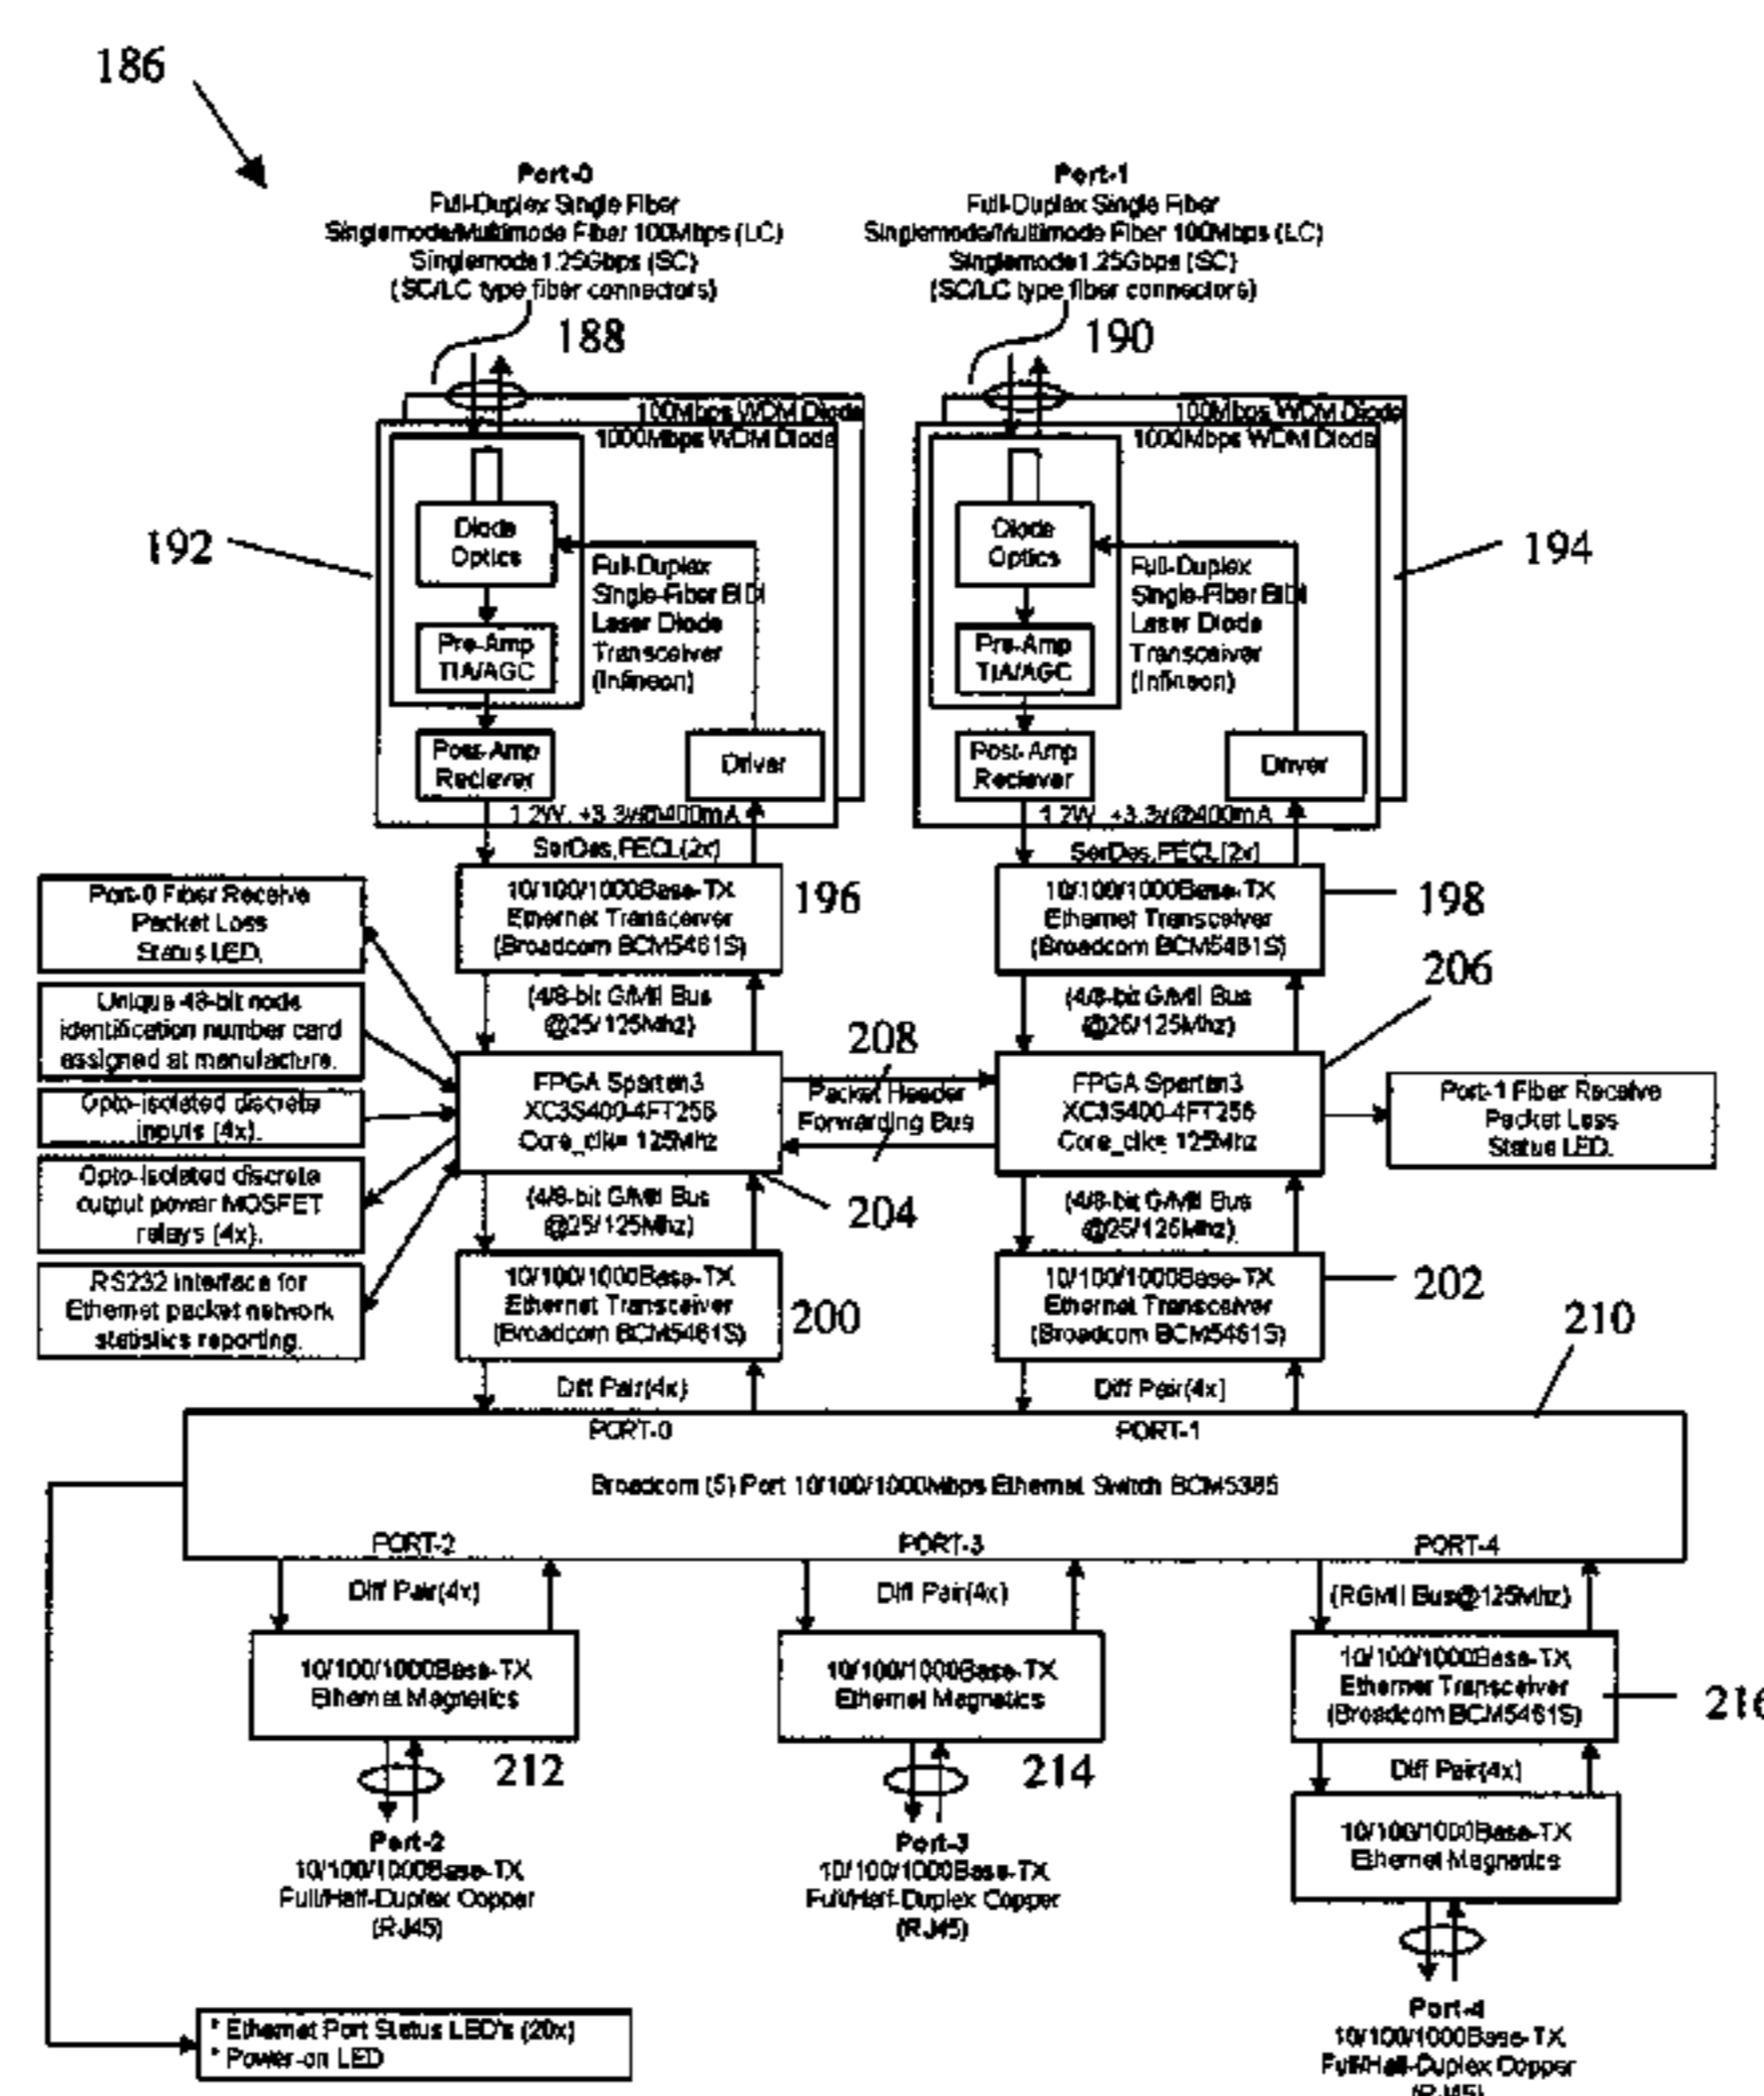 186
Port-0
Full-Duplex Single Fiber
Singlemode/Multimode Fiber 100Mbps (LC)
Singlemode1.25Gbps (SC)
(SC/LC type fiber connectors)
188
Port-1
Full-Duplex Single Fiber
Singlemode/Multimode Fiber 100Mbps (LC)
Singlemode1.25Gbps (SC)
(SC/LC type fiber connectors)
190
100Mbps WDM Diode
1000Mbps WDM Diode
Diode
Optics
Full-Duplex
Single-Fiber BIDI
Laser Diode
Transceiver
(Infineon)
Pre-Amp
TIA/AGC
Post-Amp
Reciever
Driver
1.2W, +3.3v@400mA
192
100Mbps WDM Diode
1000Mbps WDM Diode
Diode
Optics
Full-Duplex
Single-Fiber BIDI
Laser Diode
Transceiver
(Infineon)
Pre-Amp
TIA/AGC
Post-Amp
Reciever
Driver
1.2W, +3.3v@400mA
194
SerDes,PECL(2x)
SerDes,PECL(2x)
10/100/1000Base-TX
Ethernet Transceiver
(Broadcom BCM5461S)
196
10/100/1000Base-TX
Ethernet Transceiver
(Broadcom BCM5461S)
198
Port-0 Fiber Receive
Packet Loss
Status LED.
Unique 48-bit node
identification number card
assigned at manufacture.
Opto-isolated discrete
inputs (4x).
Opto-isolated discrete
output power MOSFET
relays (4x).
RS232 interface for
Ethernet packet network
statistics reporting.
(4/8-bit G/MII Bus
@25/125Mhz)
(4/8-bit G/MII Bus
@25/125Mhz)
206
FPGA Spartan3
XC3S400-4FT256
Core_clk= 125Mhz
208
Packet Header
Forwarding Bus
FPGA Spartan3
XC3S400-4FT256
Core_clk= 125Mhz
Port-1 Fiber Receive
Packet Loss
Status LED.
204
(4/8-bit G/MII Bus
@25/125Mhz)
(4/8-bit G/MII Bus
@25/125Mhz)
10/100/1000Base-TX
Ethernet Transceiver
(Broadcom BCM5461S)
200
10/100/1000Base-TX
Ethernet Transceiver
(Broadcom BCM5461S)
202
210
Diff Pair(4x)
Diff Pair(4x)
PORT-0
PORT-1
Broadcom (5) Port 10/100/1000Mbps Ethernet Switch BCM5385
PORT-2
PORT-3
PORT-4
Diff Pair(4x)
Diff Pair(4x)
(RGMII Bus@125Mhz)
10/100/1000Base-TX
Ethernet Magnetics
212
10/100/1000Base-TX
Ethernet Magnetics
214
10/100/1000Base-TX
Ethernet Transceiver
(Broadcom BCM5461S)
216
Diff Pair(4x)
10/100/1000Base-TX
Ethernet Magnetics
Port-2
10/100/1000Base-TX
Full/Half-Duplex Copper
(RJ45)
Port-3
10/100/1000Base-TX
Full/Half-Duplex Copper
(RJ45)
Port-4
10/100/1000Base-TX
Full/Half-Duplex Copper
(RJ45)
* Ethernet Port Status LED's (20x)
* Power-on LED